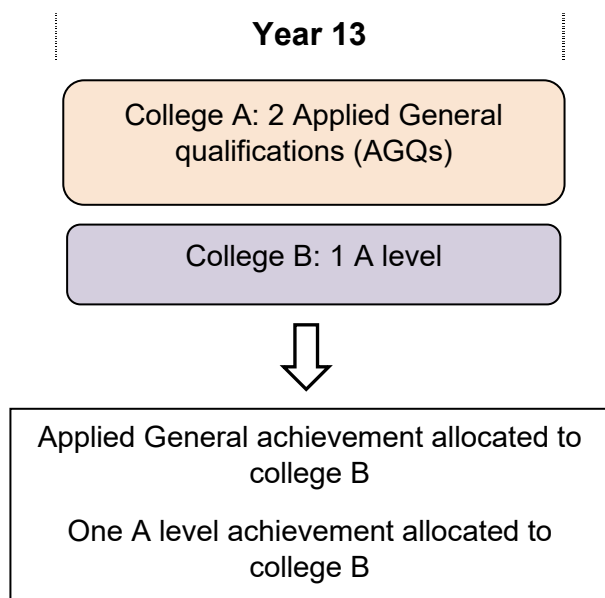 Year 13
College A: 2 Applied General
qualifications (AGQs)
College B: 1 A level
Applied General achievement allocated to
college B
One A level achievement allocated to
college B